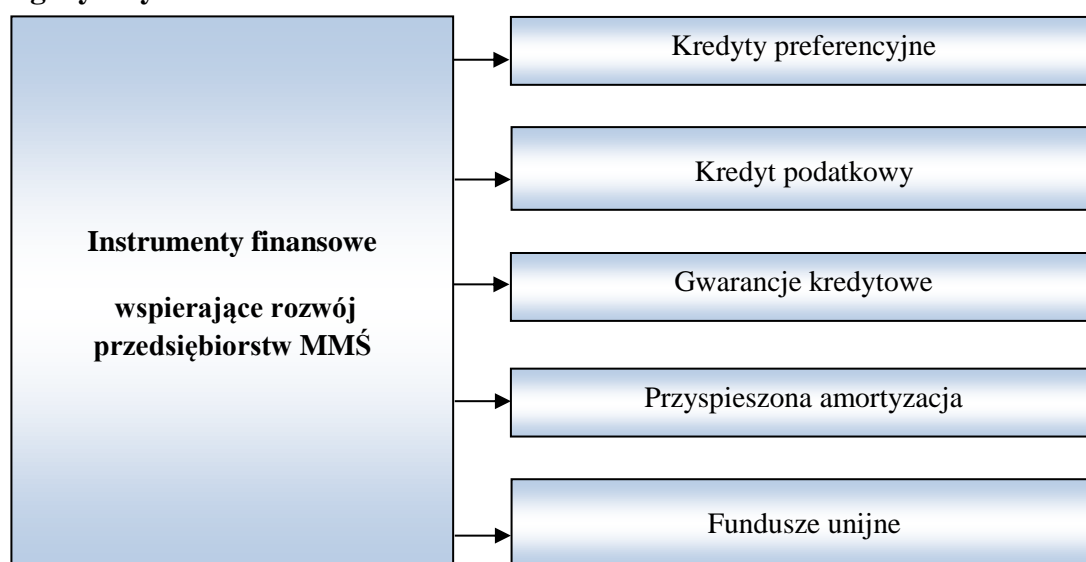 Instrumenty finansowe
wspierające rozwój
przedsiębiorstw MMŚ
Kredyty preferencyjne
Kredyt podatkowy
Gwarancje kredytowe
Przyspieszona amortyzacja
Fundusze unijne